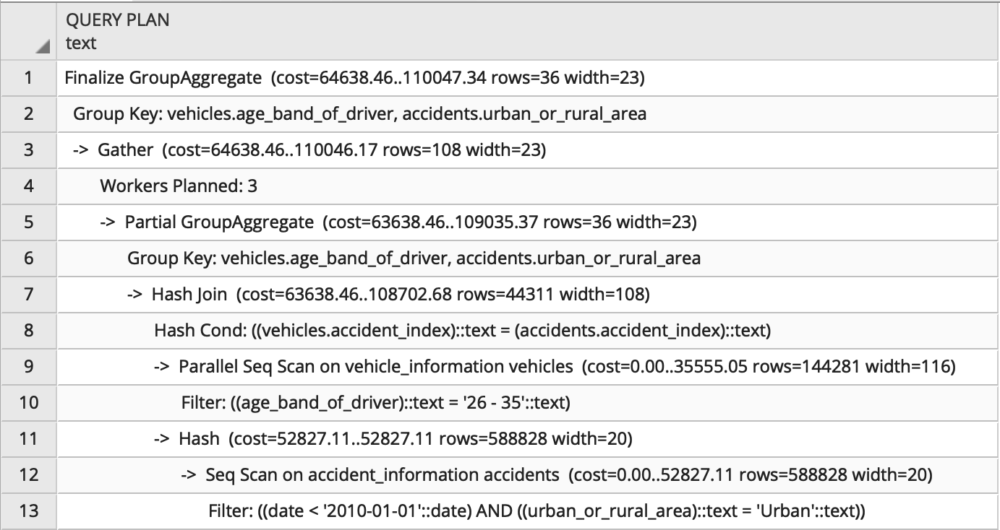 QUERY PLAN
text
1 Finalize GroupAggregate (cost=64638.46..110047.34 rows=36 width=23)
2 Group Key: vehicles.age_band_of_driver, accidents.urban_or_rural_area
3 -> Gather (cost=64638.46..110046.17 rows=108 width=23)
4 Workers Planned: 3
5 -> Partial GroupAggregate (cost=63638.46..109035.37 rows=36 width=23)
6 Group Key: vehicles.age_band_of_driver, accidents.urban_or_rural_area
7 -> Hash Join (cost=63638.46..108702.68 rows=44311 width=108)
8 Hash Cond: ((vehicles.accident_index)::text = (accidents.accident_index)::text)
9 -> Parallel Seq Scan on vehicle_information vehicles (cost=0.00..35555.05 rows=144281 width=116)
10 Filter: ((age_band_of_driver)::text = '26 - 35'::text)
11 -> Hash (cost=52827.11..52827.11 rows=588828 width=20)
12 -> Seq Scan on accident_information accidents (cost=0.00..52827.11 rows=588828 width=20)
13 Filter: ((date < '2010-01-01'::date) AND ((urban_or_rural_area)::text = 'Urban'::text))